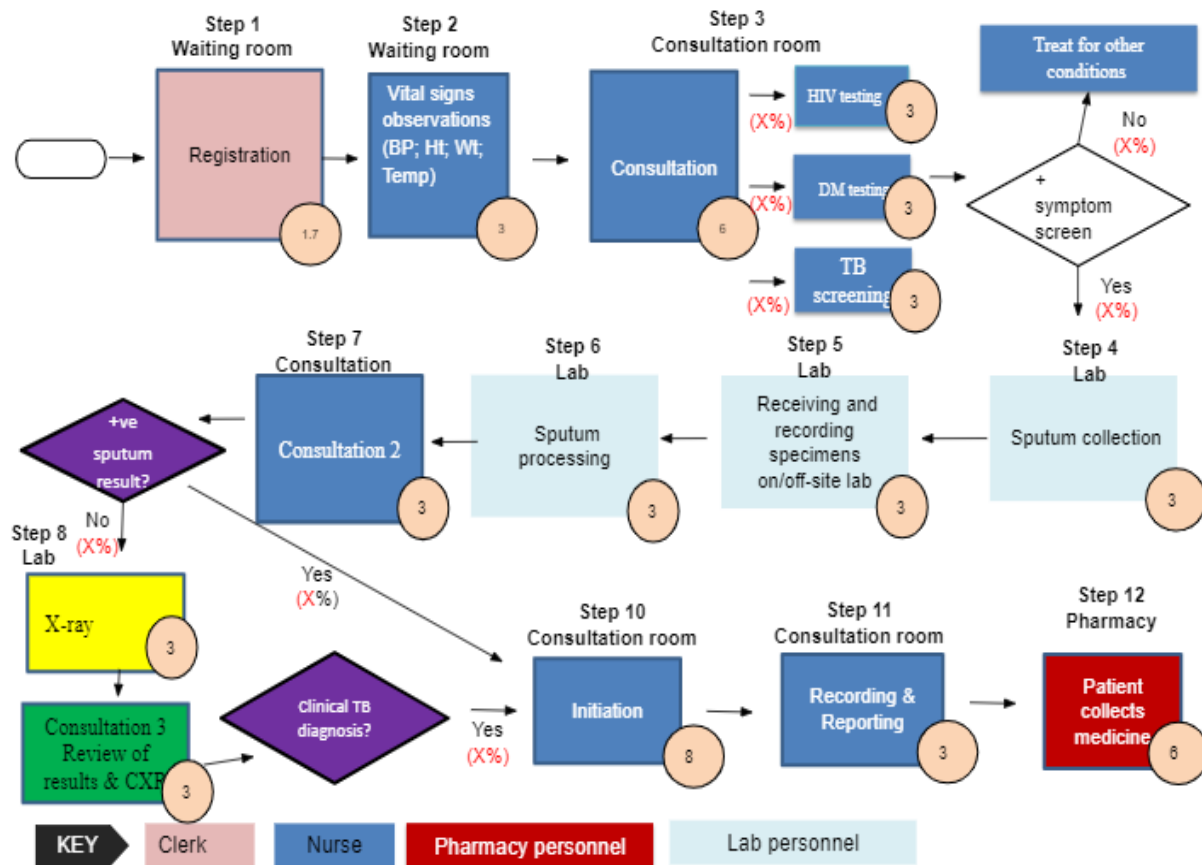 Step 1
Waiting room
Registration
1.7
Step 2
Waiting room
Vital signs
observations
(BP; Ht; Wt;
Temp)
3
Step 3
Consultation room
Consultation
6
(X%)
HIV testing
3
(X%)
DM testing
3
(X%)
TB
screening
3
Treat for other
conditions
No
(X%)
+
symptom
screen
Yes
(X%)
Step 4
Lab
Sputum collection
3
Step 5
Lab
Receiving and
recording
specimens
on/off-site lab
3
Step 6
Lab
Sputum
processing
3
Step 7
Consultation
Consultation 2
3
+ve
sputum
result?
No
(X%)
Yes
(X%)
Step 8
Lab
X-ray
3
Consultation 3
Review of
results & CXR
3
Clinical TB
diagnosis?
Yes
(X%)
Step 10
Consultation room
Initiation
8
Step 11
Consultation room
Recording &
Reporting
3
Step 12
Pharmacy
Patient
collects
medicine
6
KEY
Clerk
Nurse
Pharmacy personnel
Lab personnel